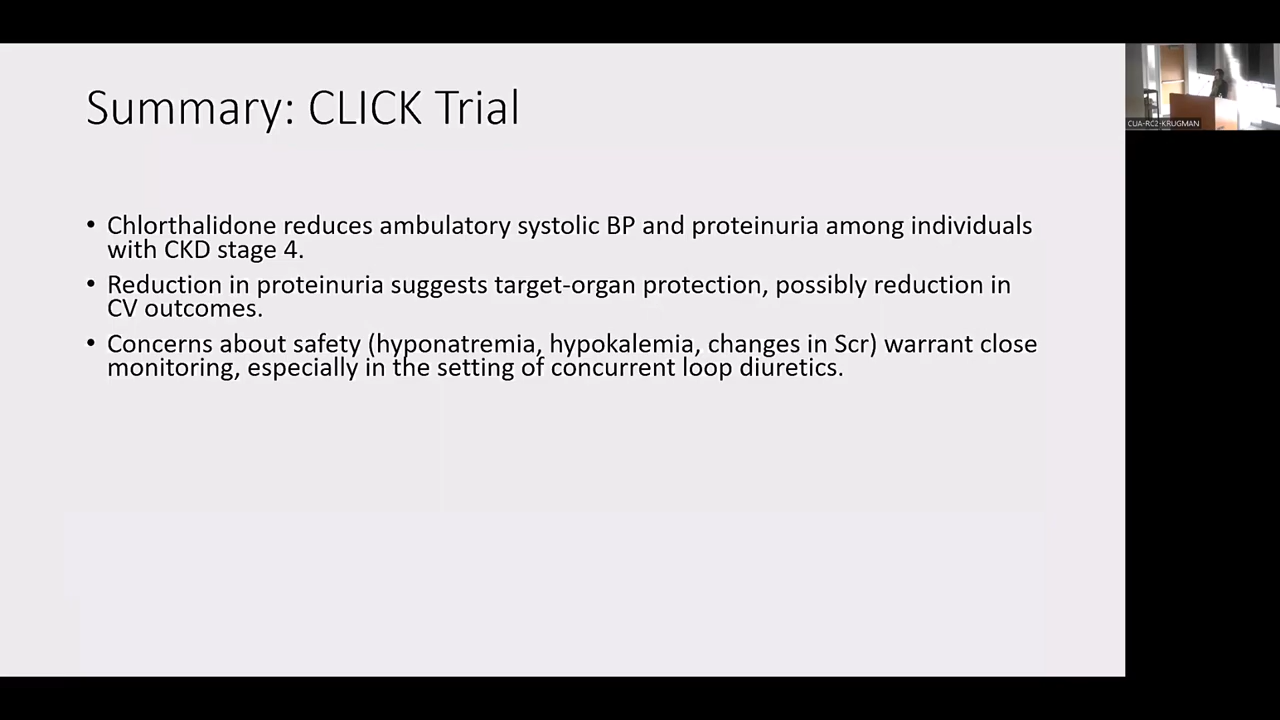 Summary: CLICK Trial
• Chlorthalidone reduces ambulatory systolic BP and proteinuria among individuals
with CKD stage 4.
• Reduction in proteinuria suggests target-organ protection, possibly reduction in
CV outcomes.
• Concerns about safety (hyponatremia, hypokalemia, changes in Scr) warrant close
monitoring, especially in the setting of concurrent loop diuretics.
CUA-RC2-KRUGMAN